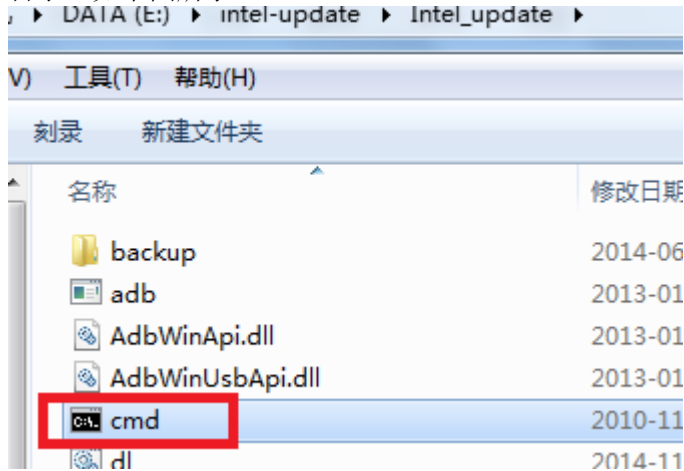 DATA (E:) ▸ intel-update ▸ Intel_update ▸
V) 工具(T) 帮助(H)
刻录 新建文件夹
名称 修改日期
backup 2014-06
adb 2013-01
AdbWinApi.dll 2013-01
AdbWinUsbApi.dll 2013-01
C:\. cmd 2010-11
dl 2014-11